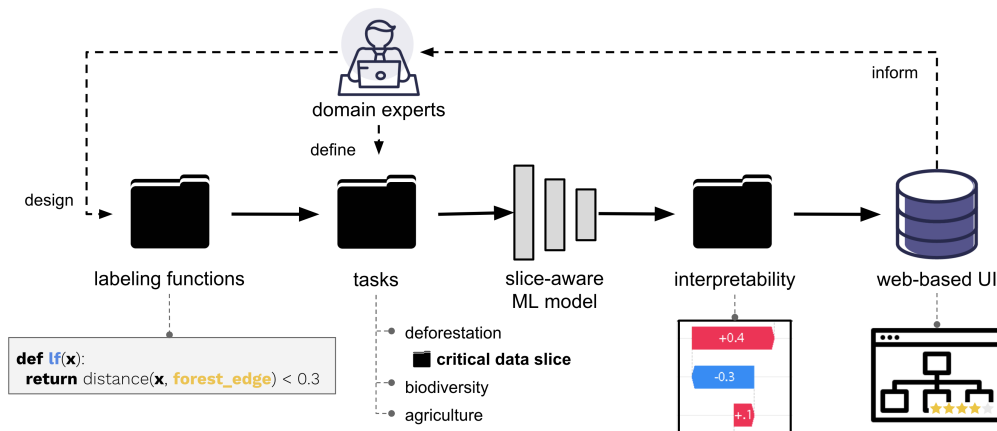 domain experts
inform
define
design
labeling functions
tasks
slice-aware
ML model
interpretability
web-based UI
def lf(x):
return distance(x, forest_edge) < 0.3
deforestation
critical data slice
biodiversity
agriculture
+0.4
-0.3
+.1